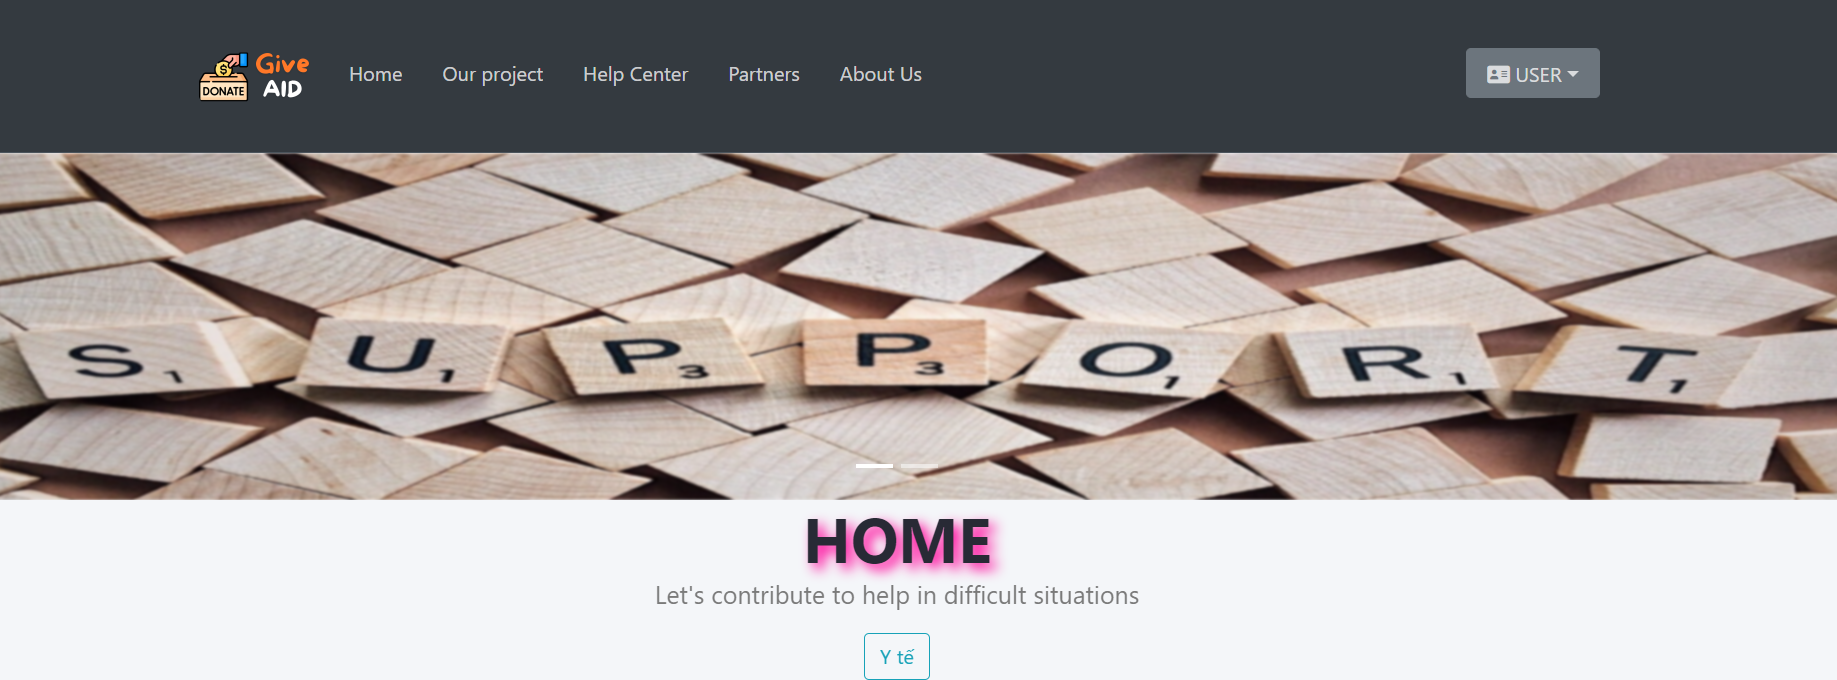 Give
AID
DONATE
Home
Our project
Help Center
Partners
About Us
USER
S1 U1 P3 P3 O1 R1 T1
HOME
Let's contribute to help in difficult situations
Y tế